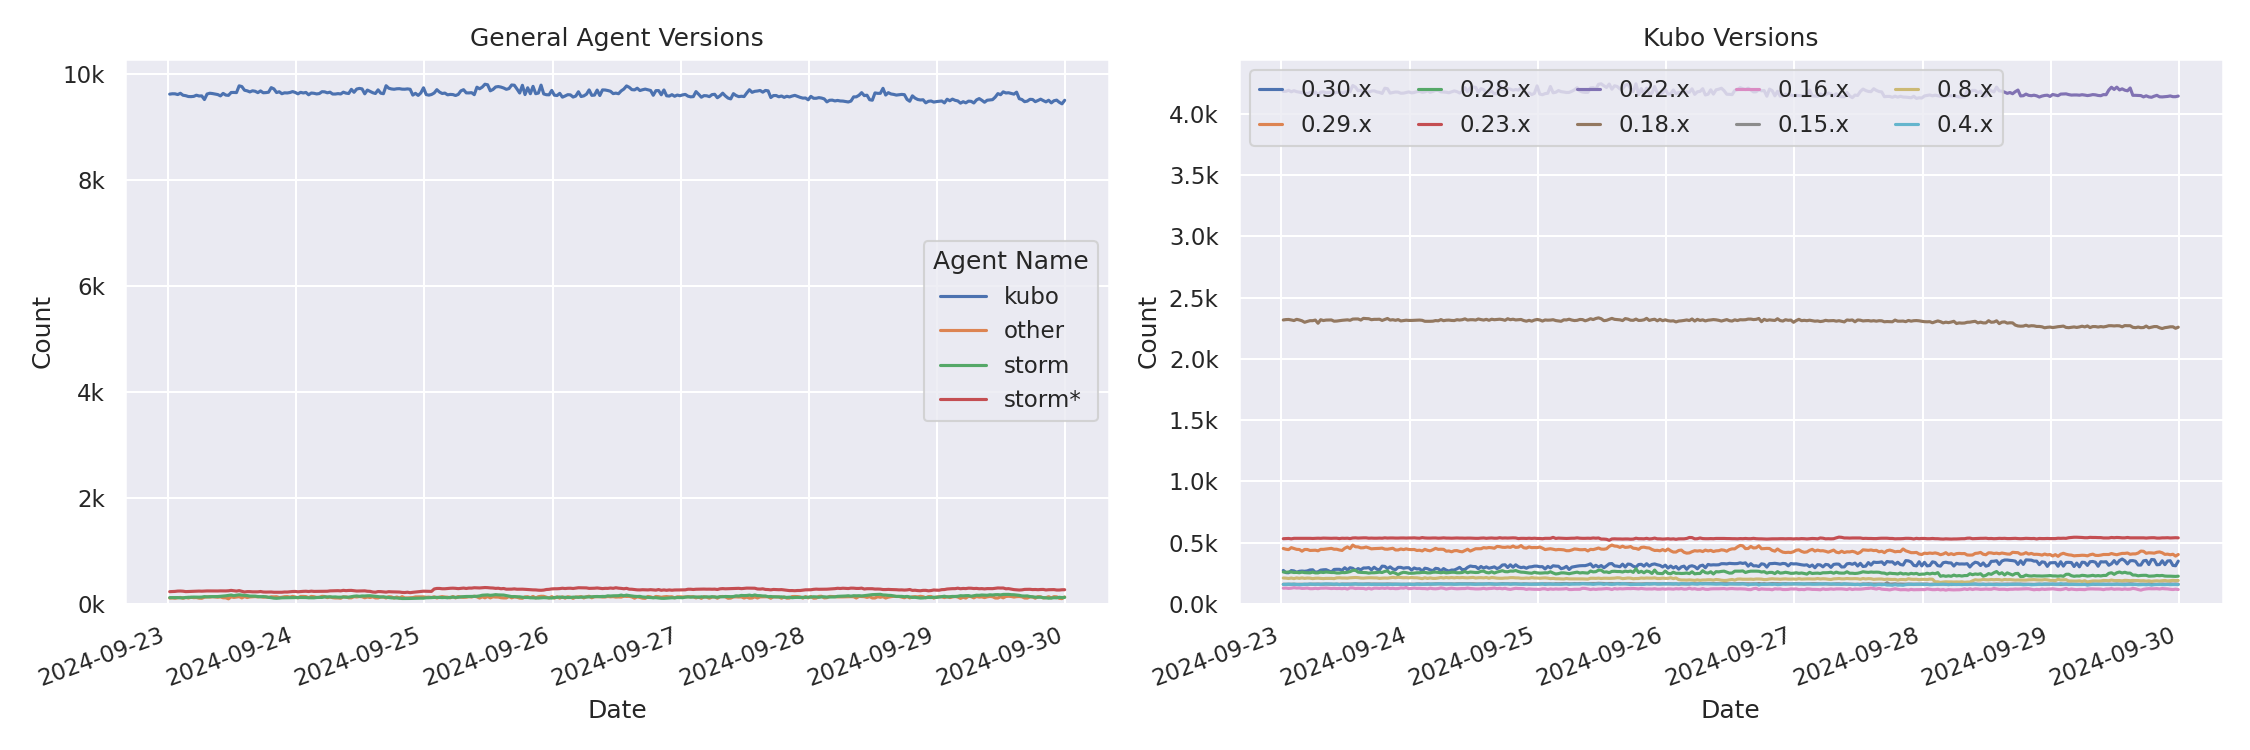 General Agent Versions
10k
8k
6k
4k
2k
0k
Count
Agent Name
kubo
other
storm
storm*
2024-09-23
2024-09-24
2024-09-25
2024-09-26
2024-09-27
2024-09-28
2024-09-29
2024-09-30
Date
Kubo Versions
0.30.x 0.28.x 0.22.x 0.16.x 0.8.x
0.29.x 0.23.x 0.18.x 0.15.x 0.4.x
4.0k
3.5k
3.0k
2.5k
2.0k
1.5k
1.0k
0.5k
0.0k
Count
2024-09-23
2024-09-24
2024-09-25
2024-09-26
2024-09-27
2024-09-28
2024-09-29
2024-09-30
Date